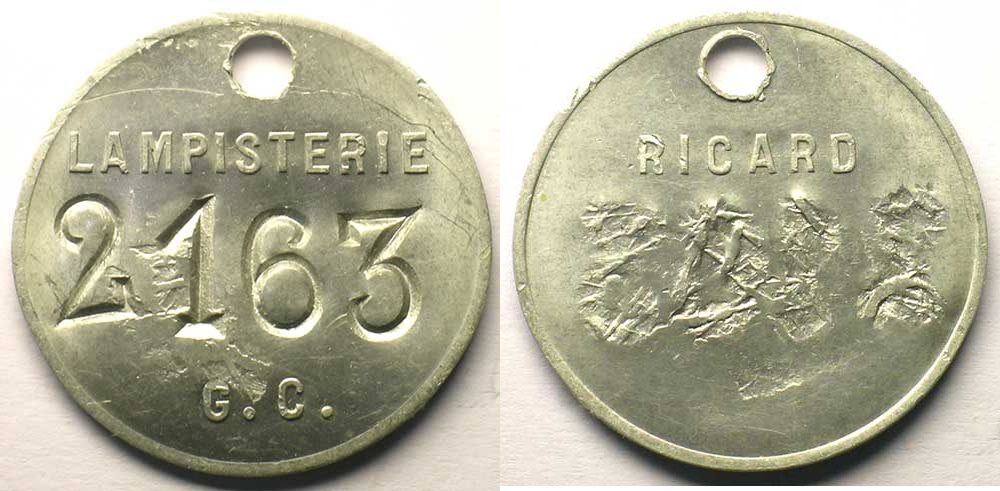 LAMPISTERIE
2163
G.C.
RICARD